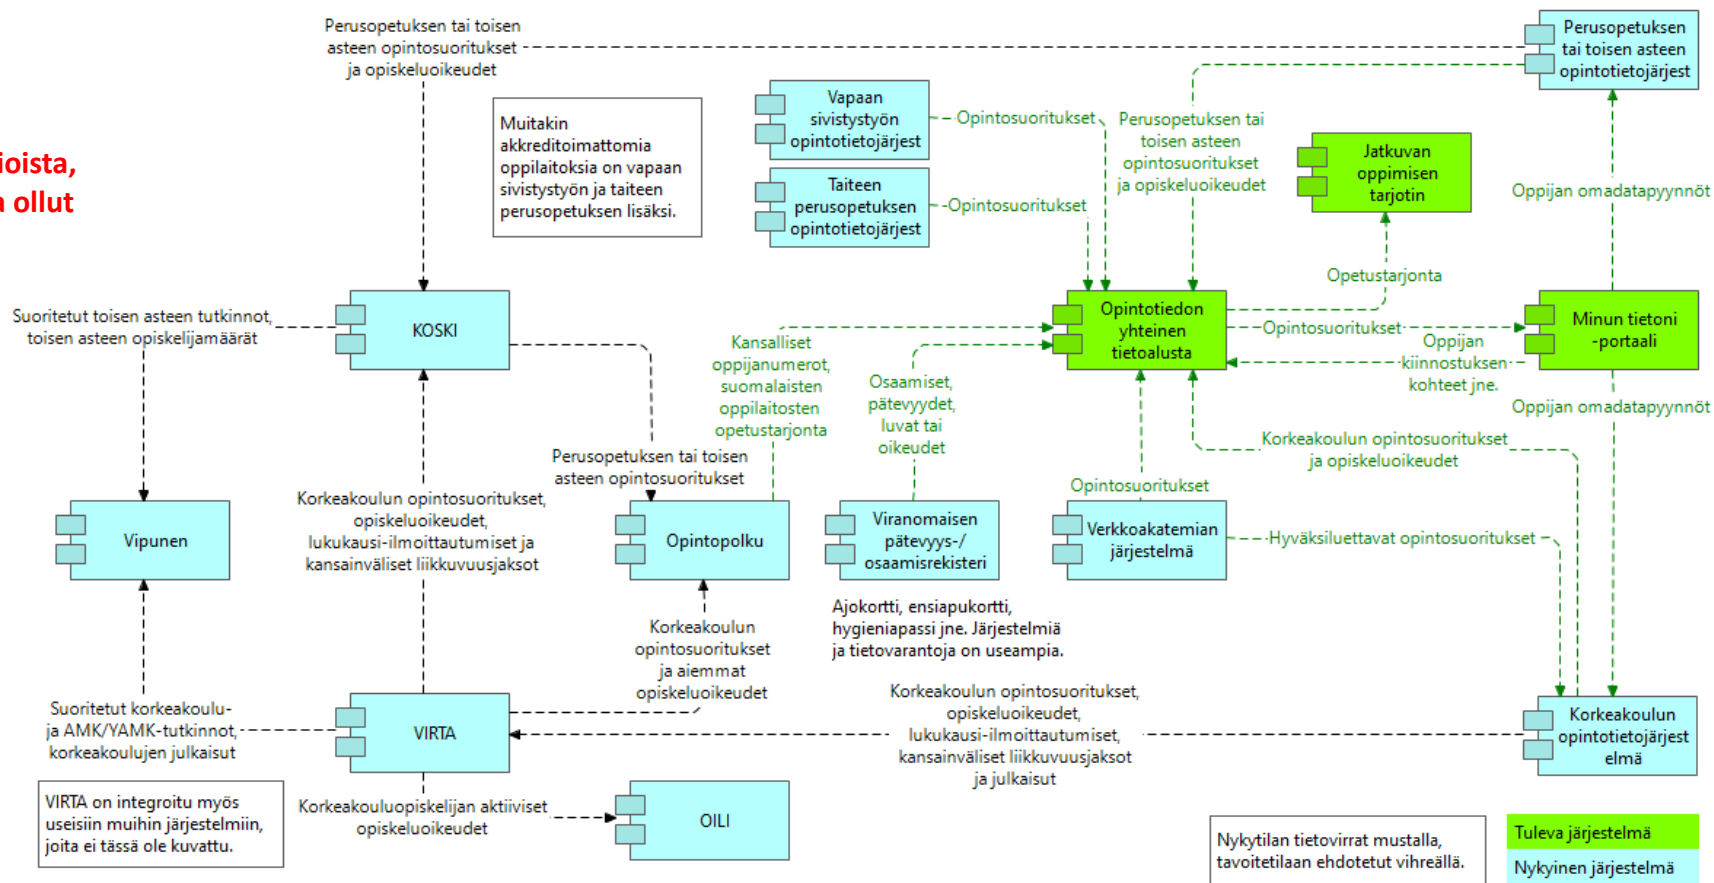 Perusopetuksen tai toisen
asteen opintosuoritukset
ja opiskeluoikeudet
Perusopetuksen
tai toisen asteen
opintotietojärjest
ioista,
a ollut
Muitakin
akkreditoimattomia
oppilaitoksia on vapaan
sivistystyön ja taiteen
perusopetuksen lisäksi.
Vapaan
sivistystyön
opintotietojärjest
Opintosuoritukset
Taiteen
perusopetuksen
opintotietojärjest
Opintosuoritukset
Perusopetuksen tai
toisen asteen
opintosuoritukset
ja opiskeluoikeudet
Jatkuvan
oppimisen
tarjotin
Oppijan omadatapyynnöt
Opetustarjonta
Suoritetut toisen asteen tutkinnot,
toisen asteen opiskelijamäärät
KOSKI
Kansalliset
oppijanumerot,
suomalaisten
oppilaitosten
opetustarjonta
Opintotiedon
yhteinen
tietoalusta
Opintosuoritukset
Minun tietoni
-portaali
Oppijan
kiinnostuksen
kohteet jne.
Osaamiset,
pätevyydet,
luvat tai
oikeudet
Oppijan omadatapyynnöt
Korkeakoulun opintosuoritukset
ja opiskeluoikeudet
Perusopetuksen tai toisen
asteen opintosuoritukset
Opintosuoritukset
Korkeakoulun opintosuoritukset,
opiskeluoikeudet,
lukukausi-ilmoittautumiset ja
kansainväliset liikkuvuusjaksot
Vipunen
Opintopolku
Viranomaisen
pätevyys-/
osaamisrekisteri
Verkkoakatemian
järjestelmä
Hyväksiluettavat opintosuoritukset
Ajokortti, ensiapukortti,
hygieniapassi jne. Järjestelmiä
ja tietovarantoja on useampia.
Korkeakoulun
opintosuoritukset
ja aiemmat
opiskeluoikeudet
Suoritetut korkeakoulu-
ja AMK/YAMK-tutkinnot,
korkeakoulujen julkaisut
VIRTA
Korkeakoulun opintosuoritukset,
opiskeluoikeudet,
lukukausi-ilmoittautumiset,
kansainväliset liikkuvuusjaksot
ja julkaisut
Korkeakoulun
opintotietojärjest
elmä
VIRTA on integroitu myös
useisiin muihin järjestelmiin,
joita ei tässä ole kuvattu.
Korkeakouluopiskelijan aktiiviset
opiskeluoikeudet
OILI
Nykytilan tietovirrat mustalla,
tavoitetilaan ehdotetut vihreällä.
Tuleva järjestelmä
Nykyinen järjestelmä